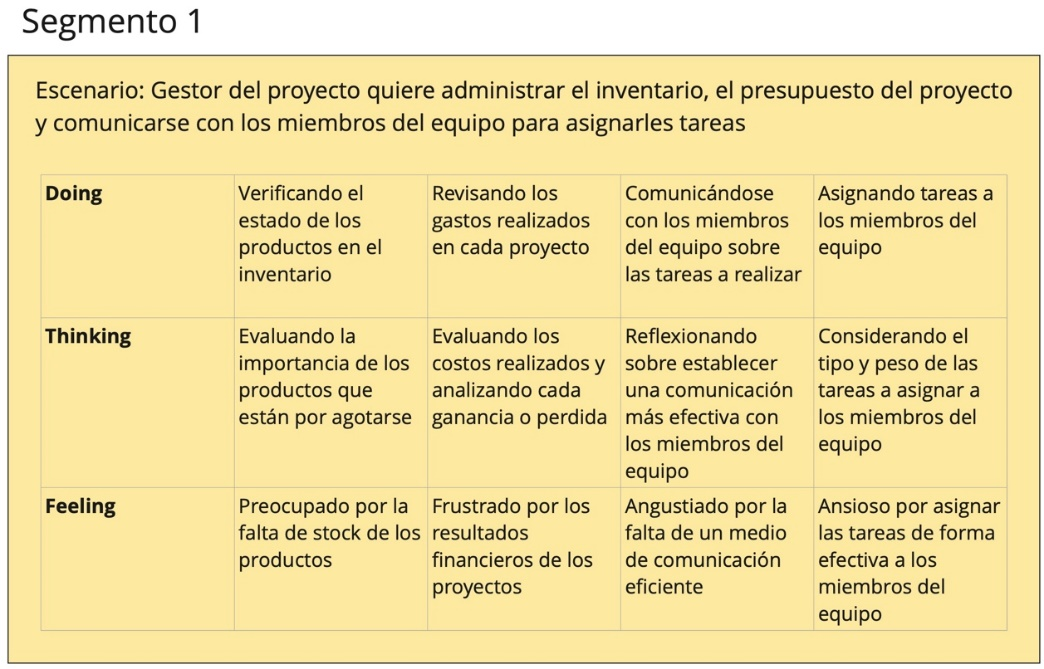 Segmento 1
Escenario: Gestor del proyecto quiere administrar el inventario, el presupuesto del proyecto
y comunicarse con los miembros del equipo para asignarles tareas
Doing
Verificando el
estado de los
productos en el
inventario
Revisando los
gastos realizados
en cada proyecto
Comunicándose
con los miembros
del equipo sobre
las tareas a realizar
Asignando tareas a
los miembros del
equipo
Thinking
Evaluando la
importancia de los
productos que
están por agotarse
Evaluando los
costos realizados y
analizando cada
ganancia o perdida
Reflexionando
sobre establecer
una comunicación
más efectiva con
los miembros del
equipo
Considerando el
tipo y peso de las
tareas a asignar a
los miembros del
equipo
Feeling
Preocupado por la
falta de stock de los
productos
Frustrado por los
resultados
financieros de los
proyectos
Angustiado por la
falta de un medio
de comunicación
eficiente
Ansioso por asignar
las tareas de forma
efectiva a los
miembros del
equipo